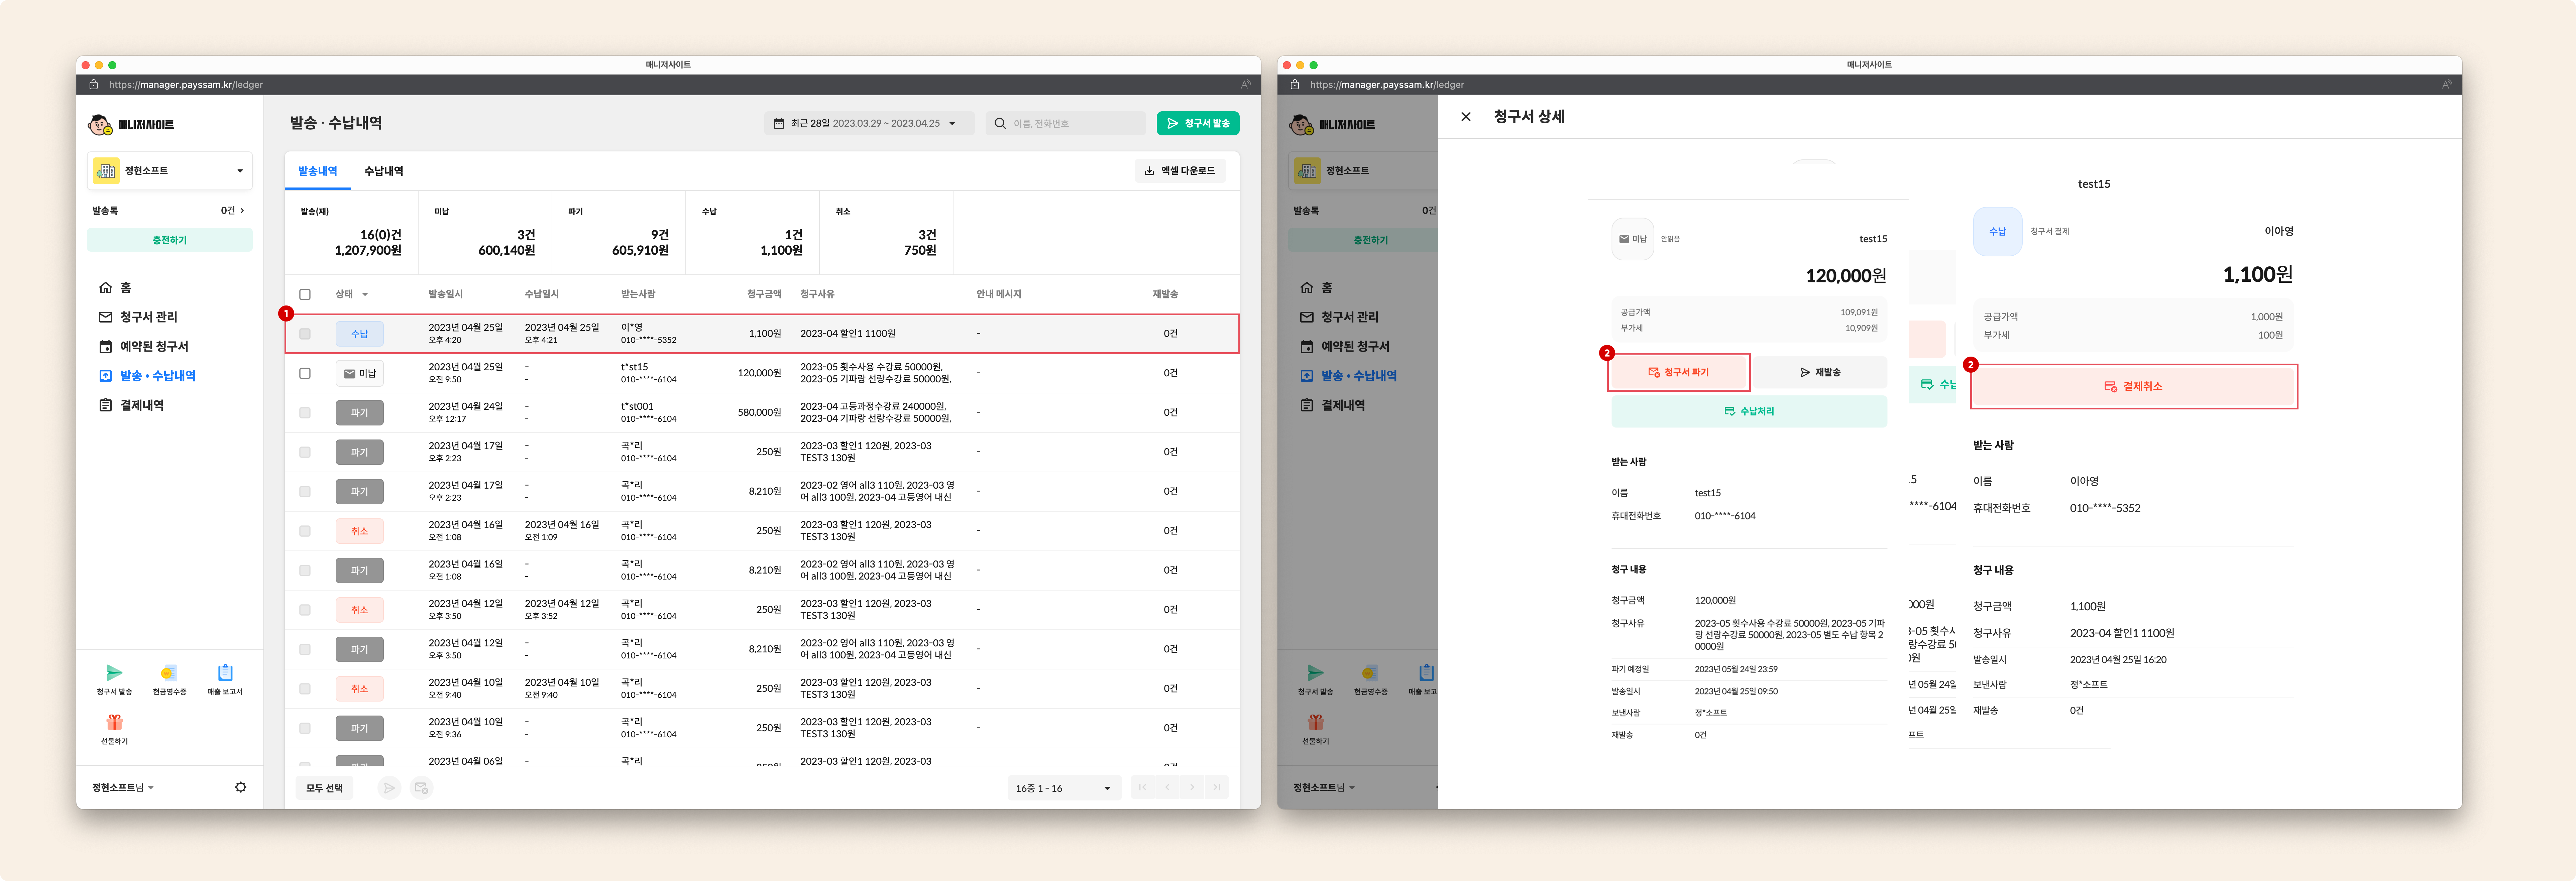 매니저사이트
https://manager.payssam.kr/ledger
매니저사이트
정현소프트
발송톡 0건
충전하기
홈
청구서 관리
예약된 청구서
발송 • 수납내역
결제내역
청구서 발송 현금영수증 매출 보고서
선물하기
정현소프트님
발송 · 수납내역
최근 28일 2023.03.29 ~ 2023.04.25
이름, 전화번호
청구서 발송
발송내역 수납내역
엑셀 다운로드
발송(재) 미납 파기 수납 취소
16(0)건 3건 9건 1건 3건
1,207,900원 600,140원 605,910원 1,100원 750원
상태 발송일시 수납일시 받는사람 청구금액 청구사유 안내 메시지 재발송
1
수납 2023년 04월 25일 2023년 04월 25일 이*영 1,100원 2023-04 할인1 1100원 - 0건
오후 4:20 오후 4:21 010-****-5352
미납 2023년 04월 25일 - t*st15 120,000원 2023-05 횟수사용 수강료 50000원, - 0건
오전 9:50 - 010-****-6104 2023-05 기파랑 선랑수강료 50000원,
파기 2023년 04월 24일 - t*st001 580,000원 2023-04 고등과정수강료 240000원, - 0건
오후 12:17 - 010-****-6104 2023-04 기파랑 선랑수강료 50000원,
파기 2023년 04월 17일 - 곡*리 250원 2023-03 할인1 120원, 2023-03 - 0건
오후 2:23 - 010-****-6104 TEST3 130원
파기 2023년 04월 17일 - 곡*리 8,210원 2023-02 영어 all3 110원, 2023-03 영 - 0건
오후 2:23 - 010-****-6104 어 all3 100원, 2023-04 고등영어 내신
취소 2023년 04월 16일 2023년 04월 16일 곡*리 250원 2023-03 할인1 120원, 2023-03 - 0건
오전 1:08 오전 1:09 010-****-6104 TEST3 130원
파기 2023년 04월 16일 - 곡*리 8,210원 2023-02 영어 all3 110원, 2023-03 영 - 0건
오전 1:08 - 010-****-6104 어 all3 100원, 2023-04 고등영어 내신
취소 2023년 04월 12일 2023년 04월 12일 곡*리 250원 2023-03 할인1 120원, 2023-03 - 0건
오후 3:50 오후 3:52 010-****-6104 TEST3 130원
파기 2023년 04월 12일 - 곡*리 8,210원 2023-02 영어 all3 110원, 2023-03 영 - 0건
오후 3:50 - 010-****-6104 어 all3 100원, 2023-04 고등영어 내신
취소 2023년 04월 10일 2023년 04월 10일 곡*리 250원 2023-03 할인1 120원, 2023-03 - 0건
오전 9:40 오전 9:40 010-****-6104 TEST3 130원
파기 2023년 04월 10일 - 곡*리 250원 2023-03 할인1 120원, 2023-03 - 0건
오전 9:36 - 010-****-6104 TEST3 130원
2023년 04월 06일 - 곡*리 2023-03 할인1 120원, 2023-03
모두 선택
16중 1 - 16
매니저사이트
https://manager.payssam.kr/ledger
매니저사이트
정현소프트
발송톡 0건
충전하기
홈
청구서 관리
예약된 청구서
발송 • 수납내역
결제내역
청구서 발송 현금영수증 매출 보고
선물하기
정현소프트님
청구서 상세
미납 안읽음 test15
120,000원
공급가액 109,091원
부가세 10,909원
2
청구서 파기 재발송
수납처리
받는 사람
이름 test15
휴대전화번호 010-****-6104
청구 내용
청구금액 120,000원
청구사유 2023-05 횟수사용 수강료 50000원, 2023-05 기파
랑 선랑수강료 50000원, 2023-05 별도 수납 항목 2
0000원
파기 예정일 2023년 05월 24일 23:59
발송일시 2023년 04월 25일 09:50
보낸사람 정*소프트
재발송 0건
수납
.5
****-6104
000원
3-05 횟수사
랑수강료 5
)원
년 05월 24일
년 04월 25일
프트
test15
수납 청구서 결제 이아영
1,100원
공급가액 1,000원
부가세 100원
2
결제취소
받는 사람
이름 이아영
휴대전화번호 010-****-5352
청구 내용
청구금액 1,100원
청구사유 2023-04 할인1 1100원
발송일시 2023년 04월 25일 16:20
보낸사람 정*소프트
재발송 0건